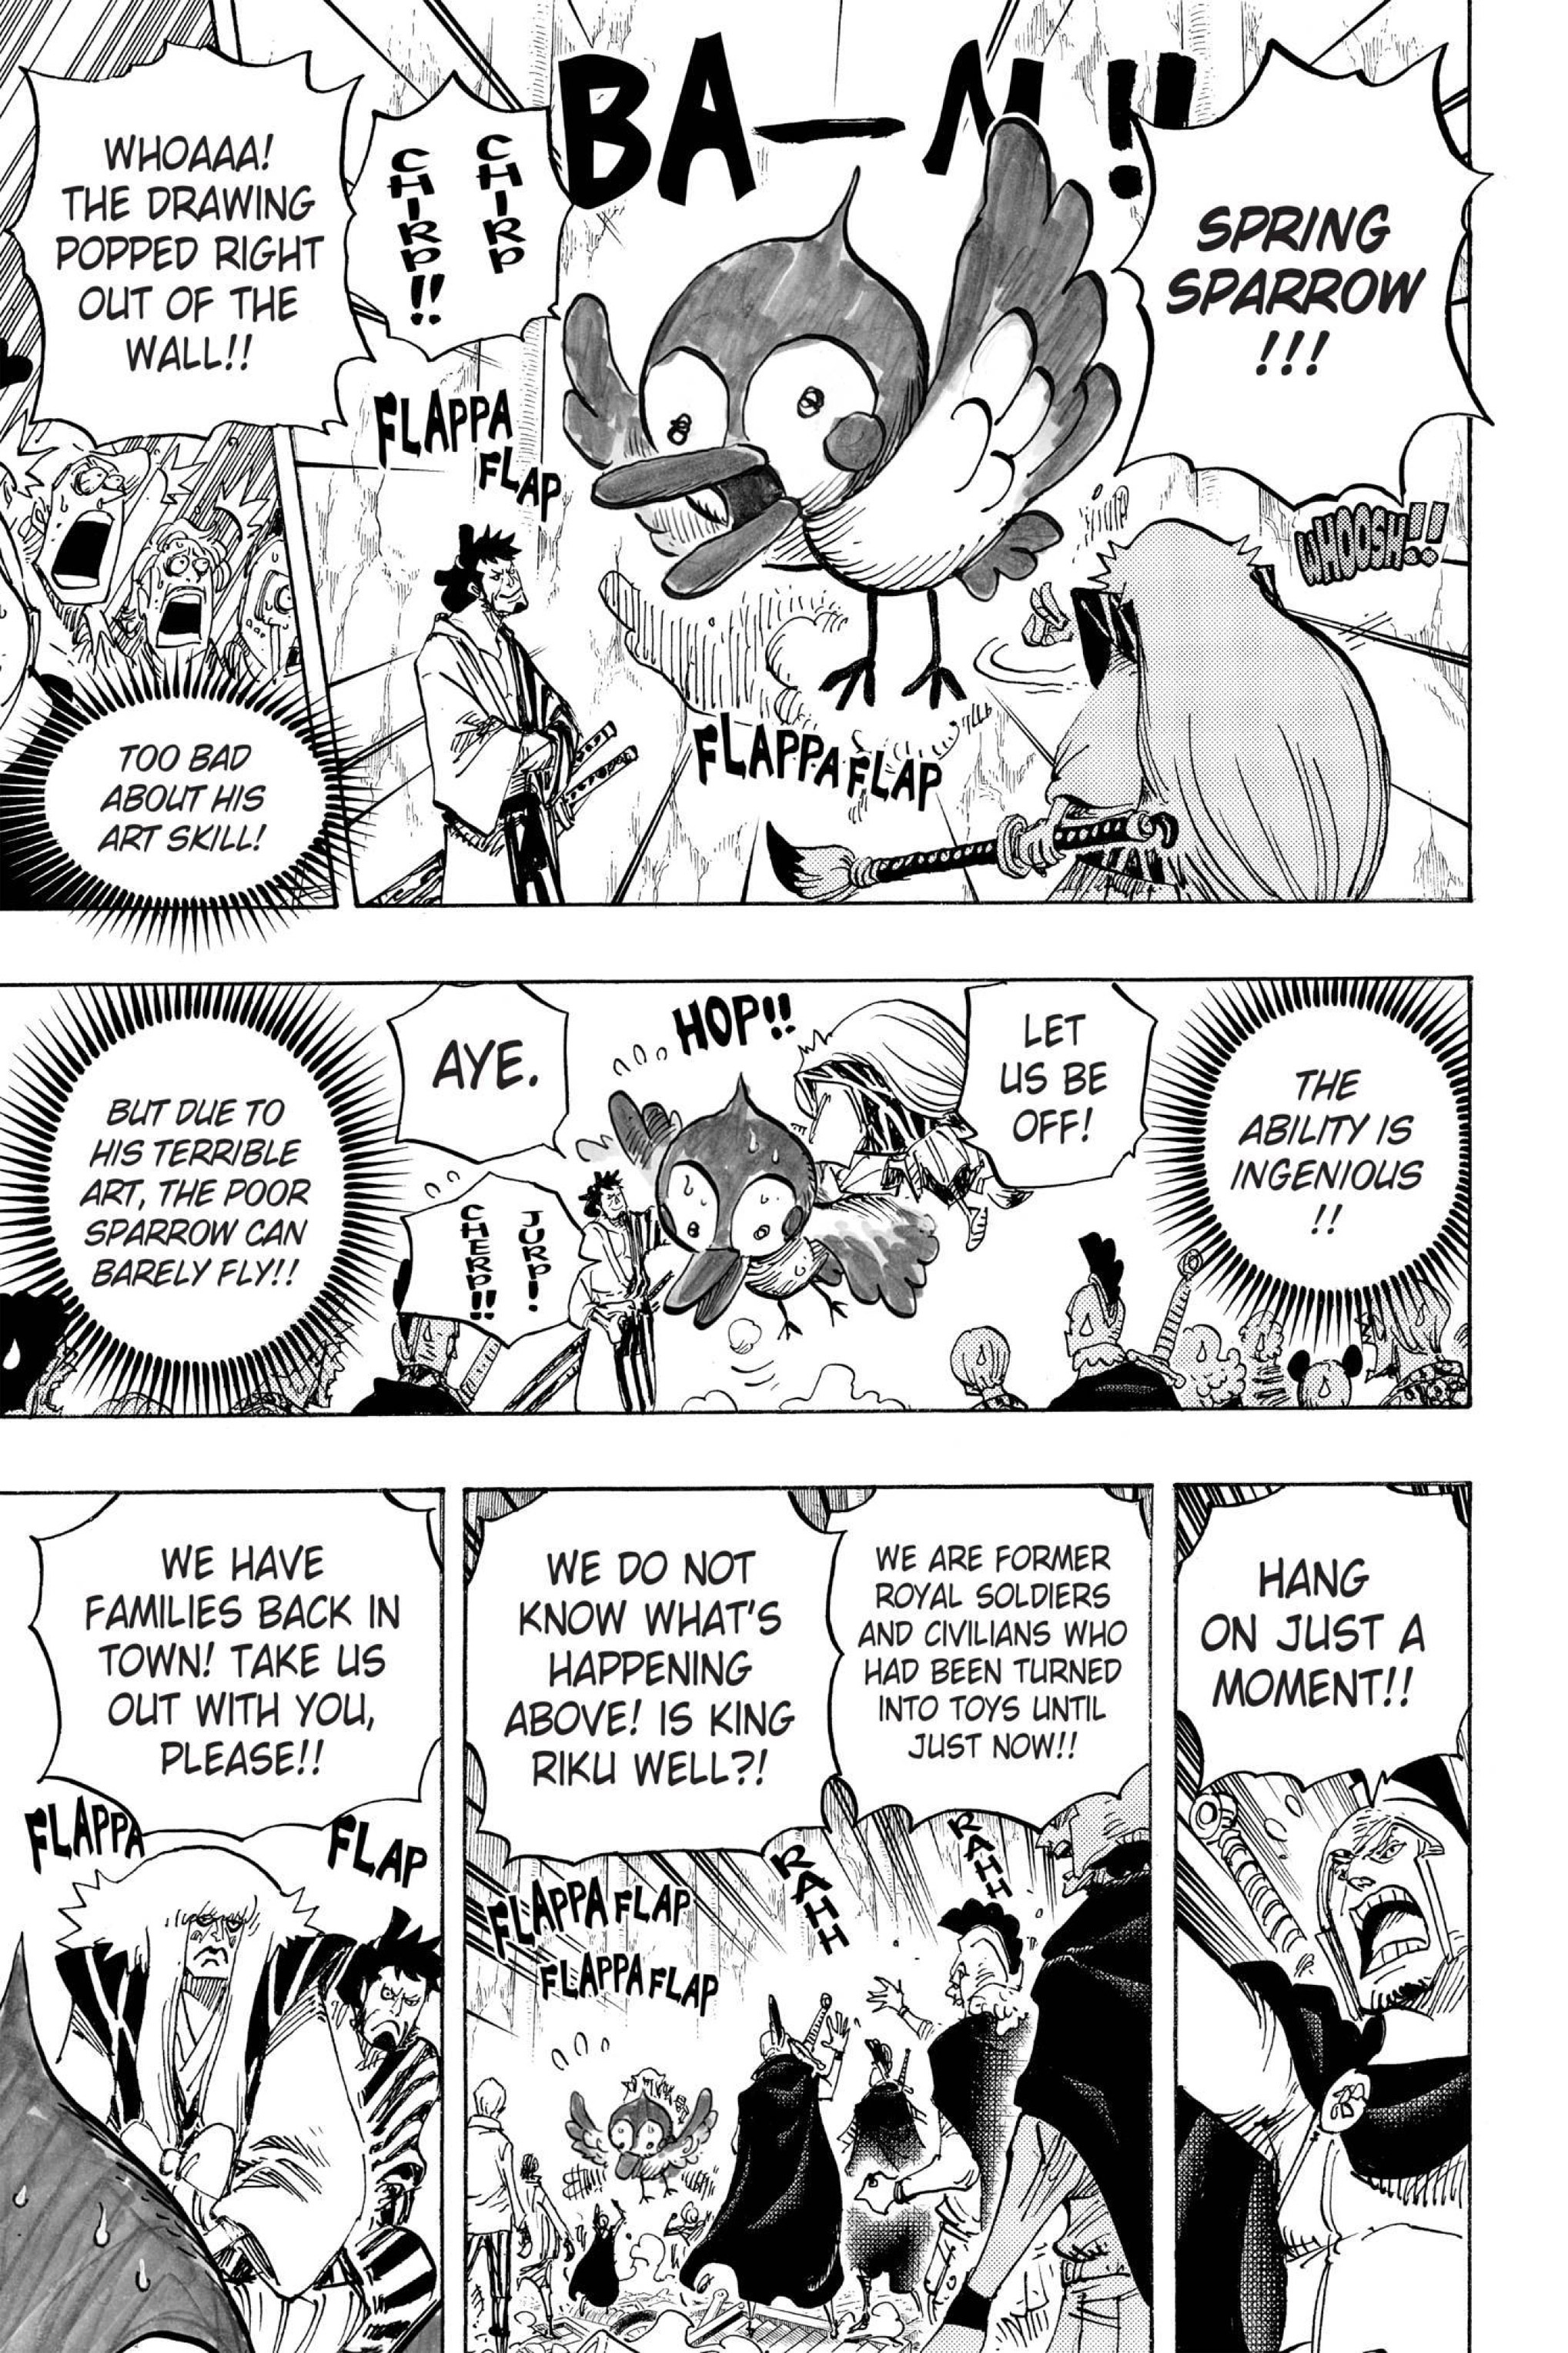 BA—N!!
SPRING
SPARROW
!!!
WHOOSH!!
CHIRP
CHIRP!!
FLAPPA
FLAP
FLAPPA FLAP
WHOAAA!
THE DRAWING
POPPED RIGHT
OUT OF THE
WALL!!
TOO BAD
ABOUT HIS
ART SKILL!
THE
ABILITY IS
INGENIOUS
!!
LET
US BE
OFF!
HOP!!
AYE.
JURP!.
CHERP!!
BUT DUE TO
HIS TERRIBLE
ART, THE POOR
SPARROW CAN
BARELY FLY!!
HANG
ON JUST A
MOMENT!!
WE ARE FORMER
ROYAL SOLDIERS
AND CIVILIANS WHO
HAD BEEN TURNED
INTO TOYS UNTIL
JUST NOW!!
WE DO NOT
KNOW WHAT'S
HAPPENING
ABOVE! IS KING
RIKU WELL?!
RAHH
RAHH
FLAPPA FLAP
FLAPPA FLAP
WE HAVE
FAMILIES BACK IN
TOWN! TAKE US
OUT WITH YOU,
PLEASE!!
FLAPPA
FLAP